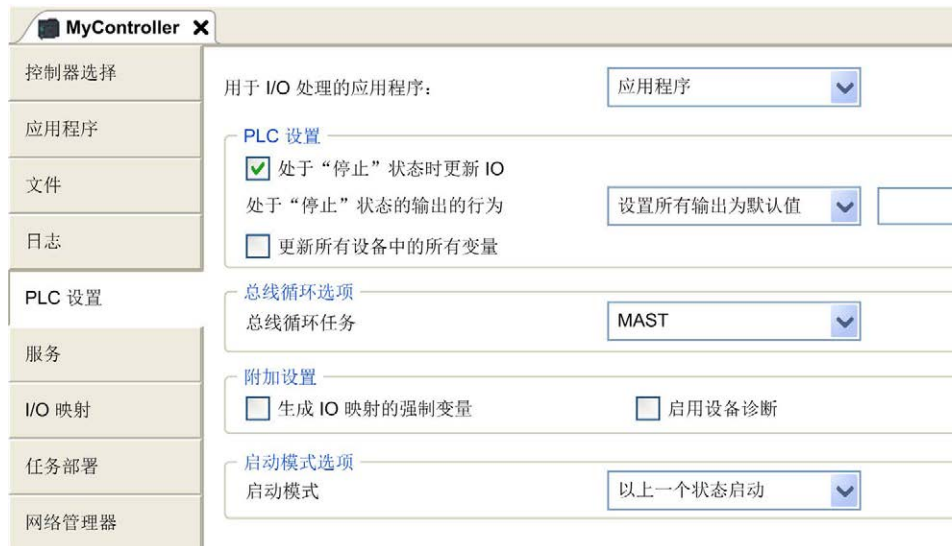 MyController
控制器选择
应用程序
文件
日志
PLC 设置
服务
I/O 映射
任务部署
网络管理器
用于 I/O 处理的应用程序：
应用程序
PLC 设置
处于“停止”状态时更新 IO
处于“停止”状态的输出的行为
设置所有输出为默认值
更新所有设备中的所有变量
总线循环选项
总线循环任务
MAST
附加设置
生成 IO 映射的强制变量
启用设备诊断
启动模式选项
启动模式
以上一个状态启动